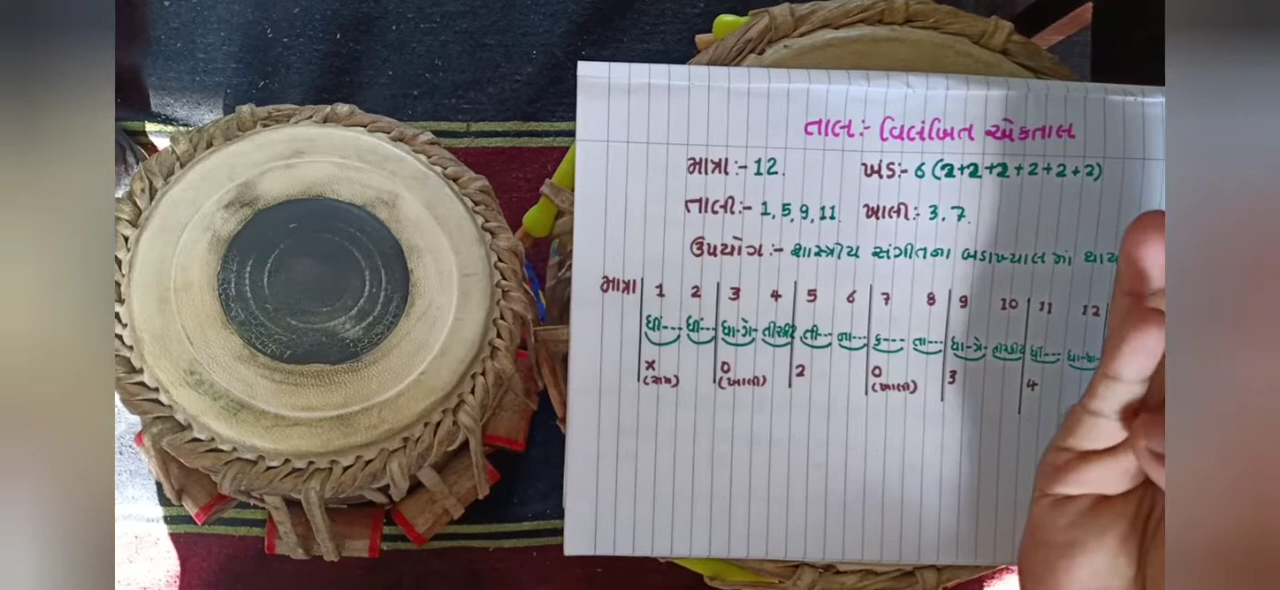 તાલ:- વિલંબિત એકતાલ
માત્રા:- 12. ખંડ:- 6 (2+2+2+2+2+2)
તાલી:- 1, 5, 9, 11. ખાલી:- 3, 7.
ઉપયોગ:- શાસ્ત્રીય સંગીતના બડાખ્યાલ માં થાય
માત્રા 1 2 3 4 5 6 7 8 9 10 11 12
ધીં--- ધીં--- ધા-ગે- તીરકીટ તી--- ના--- ક--- તા--- ધા-ગે- તીરકીટ ધીં--- ધા-ધા-
X 0 2 0 3 4
(સમ) (ખાલી) (ખાલી)